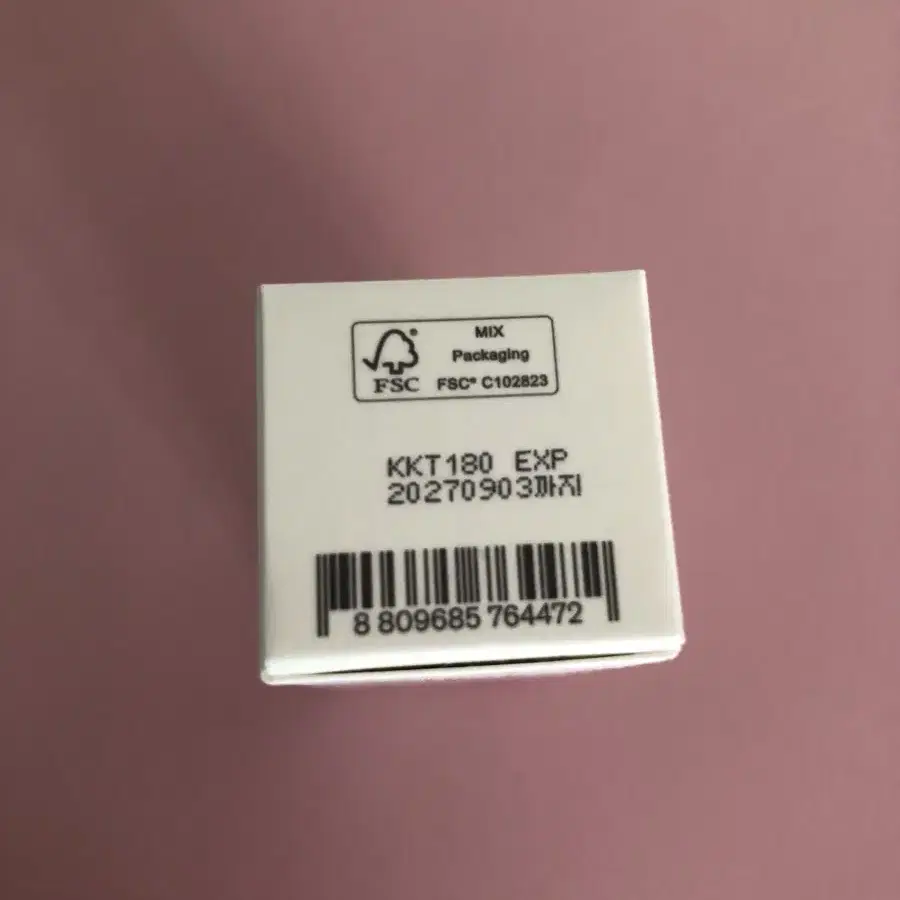 MIX
Packaging
FSC® C102823
FSC
KKT180 EXP
20270903까지
8 809685 764472